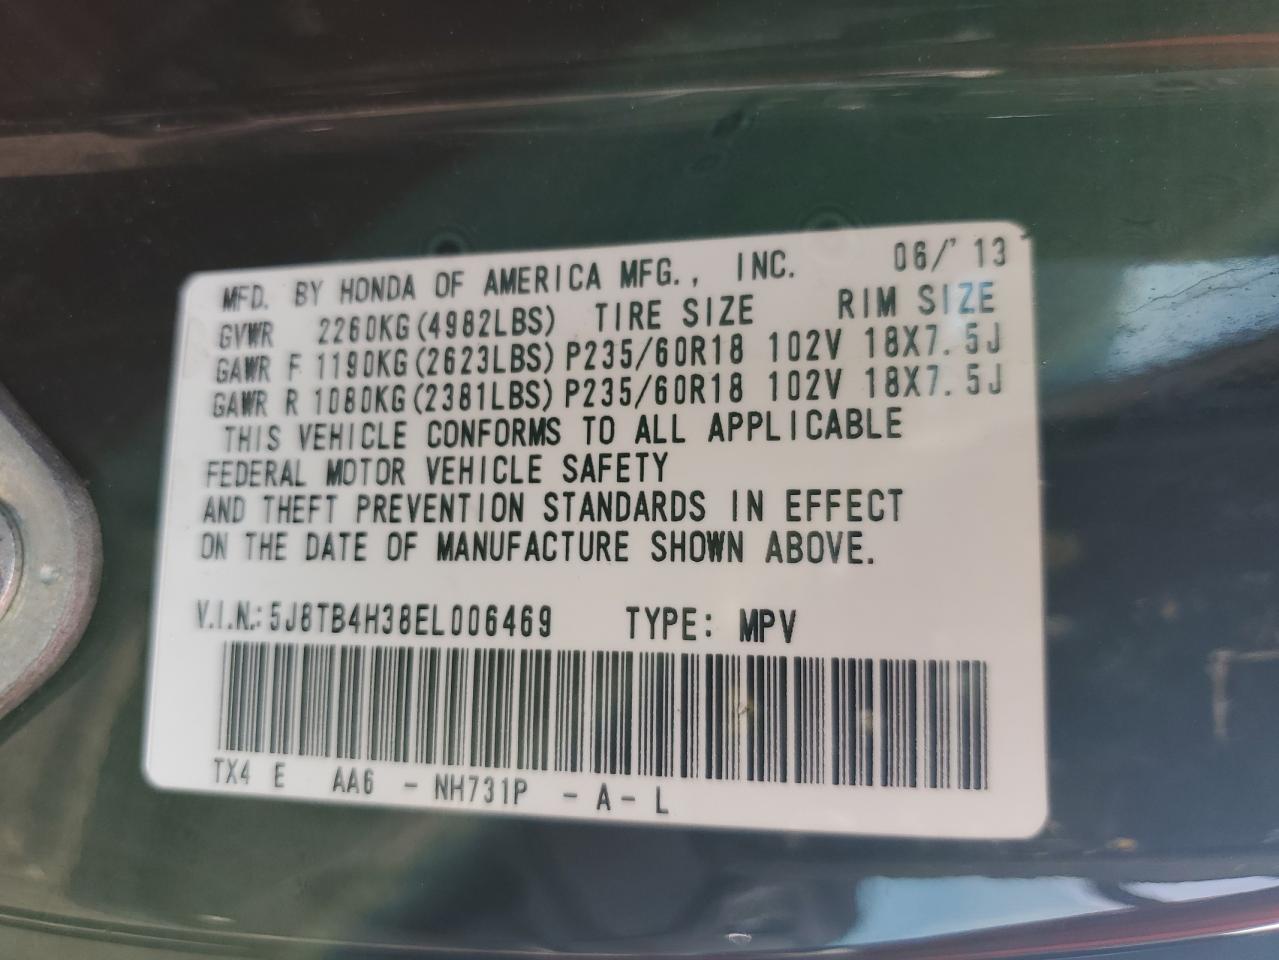 MFD. BY HONDA OF AMERICA MFG., INC. 06/'13
GVWR 2260KG(4982LBS) TIRE SIZE RIM SIZE
GAWR F 1190KG(2623LBS)P235/60R18 102V 18X7.5J
GAWR R 1080KG(2381LBS)P235/60R18 102V 18X7.5J
THIS VEHICLE CONFORMS TO ALL APPLICABLE
FEDERAL MOTOR VEHICLE SAFETY
AND THEFT PREVENTION STANDARDS IN EFFECT
ON THE DATE OF MANUFACTURE SHOWN ABOVE.
V.I.N.:5J8TB4H38EL006469 TYPE: MPV
TX4 E AA6 - NH731P - A - L